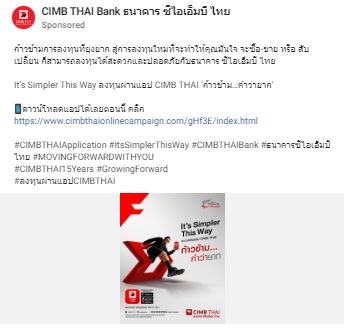 CIMB THAI Bank ธนาคาร ซีไอเอ็มบี ไทย
Sponsored
ก้าวข้ามการลงทุนที่ยุ่งยาก สู่การลงทุนใหม่ที่จะทำให้คุณมั่นใจ จะซื้อ-ขาย หรือ สับ
เปลี่ยน ก็สามารถลงทุนได้สะดวกและปลอดภัยกับธนาคาร ซีไอเอ็มบี ไทย
It's Simpler This Way ลงทุนผ่านแอป CIMB THAI 'ก้าวข้าม...คำว่ายาก'
ดาวน์โหลดแอปได้เลยตอนนี้ คลิก
https://www.cimbthaionlinecampaign.com/gHf3E/index.html
#CIMBTHAIApplication #ItsSimplerThisWay #CIMBTHAIBank #ธนาคารซีไอเอ็มบี
ไทย #MOVINGFORWARDWITHYOU
#CIMBTHAI15Years #GrowingForward
#ลงทุนผ่านแอปCIMBTHAI
It's Simpler
This Way
ก้าวข้าม...
คำว่ายาก
CIMB THAI